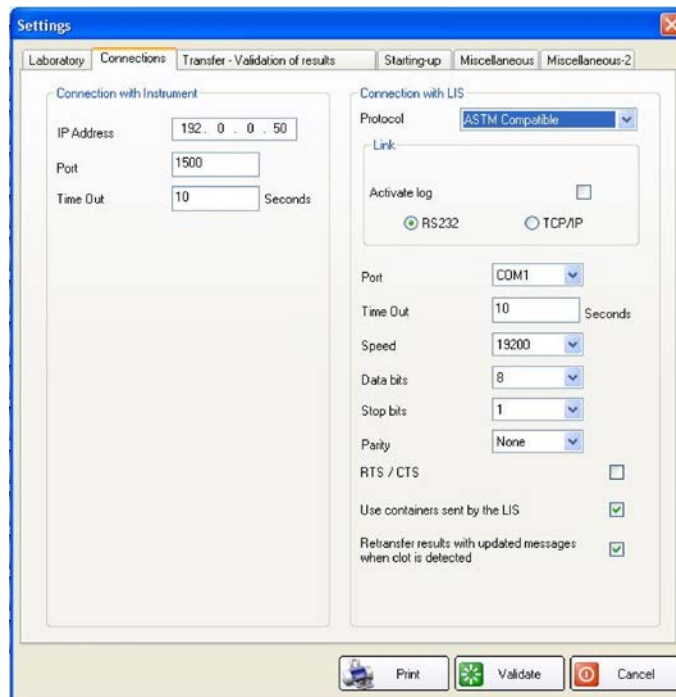 Settings
Laboratory Connections Transfer - Validation of results Starting-up Miscellaneous Miscellaneous-2
Connection with Instrument
IP Address 192. 0 . 0 . 50
Port 1500
Time Out 10 Seconds
Connection with LIS
Protocol ASTM Compatible
Link
Activate log
RS232 TCP/IP
Port COM1
Time Out 10 Seconds
Speed 19200
Data bits 8
Stop bits 1
Parity None
RTS / CTS
Use containers sent by the LIS
Retransfer results with updated messages
when clot is detected
Print Validate Cancel